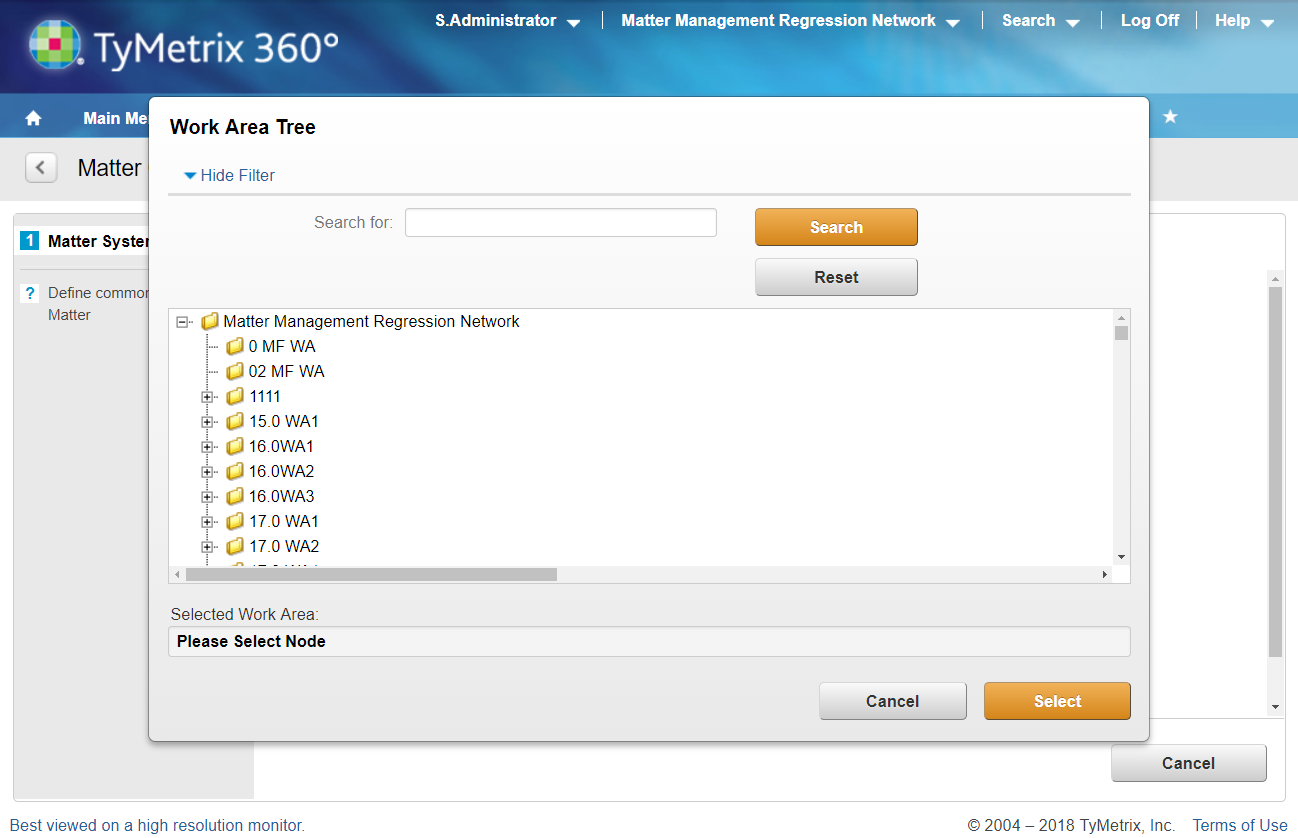 S.Administrator Matter Management Regression Network Search Log Off Help
TyMetrix 360°
Main Me
Matter
Work Area Tree
Hide Filter
Search for:
Search
Reset
1 Matter System
? Define common
Matter
Matter Management Regression Network
0 MF WA
02 MF WA
1111
15.0 WA1
16.0WA1
16.0WA2
16.0WA3
17.0 WA1
17.0 WA2
Selected Work Area:
Please Select Node
Cancel Select
Cancel
Best viewed on a high resolution monitor. © 2004 – 2018 TyMetrix, Inc. Terms of Use